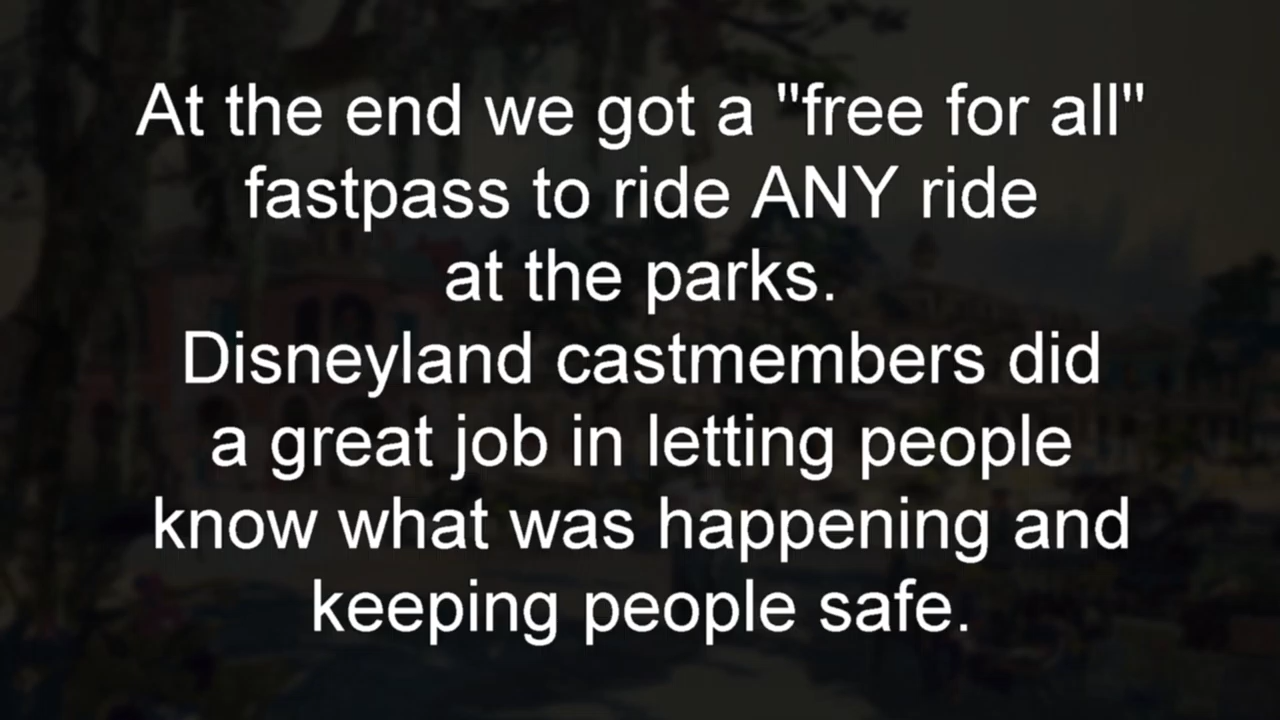 At the end we got a "free for all"
fastpass to ride ANY ride
at the parks.
Disneyland castmembers did
a great job in letting people
know what was happening and
keeping people safe.